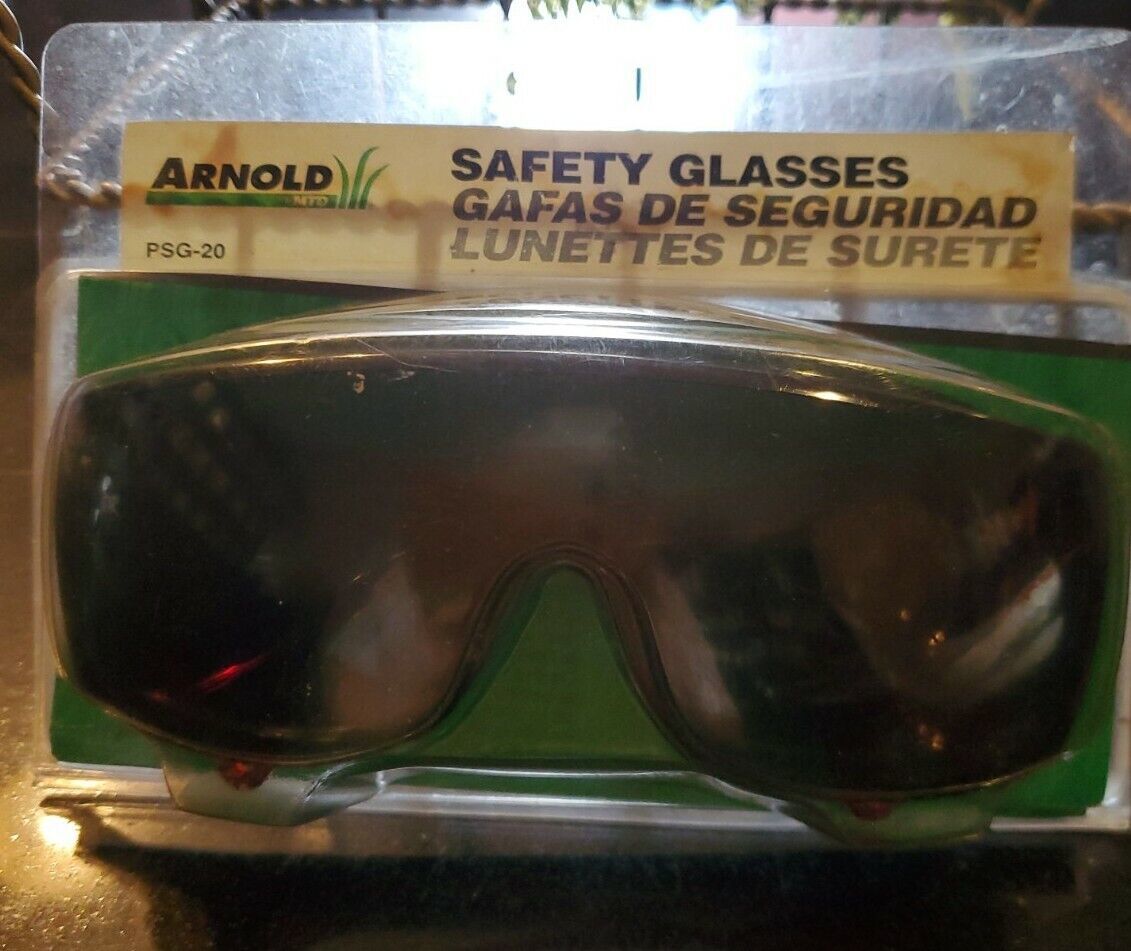 ARNOLD
MTD
PSG-20
SAFETY GLASSES
GAFAS DE SEGURIDAD
LUNETTES DE SURETE